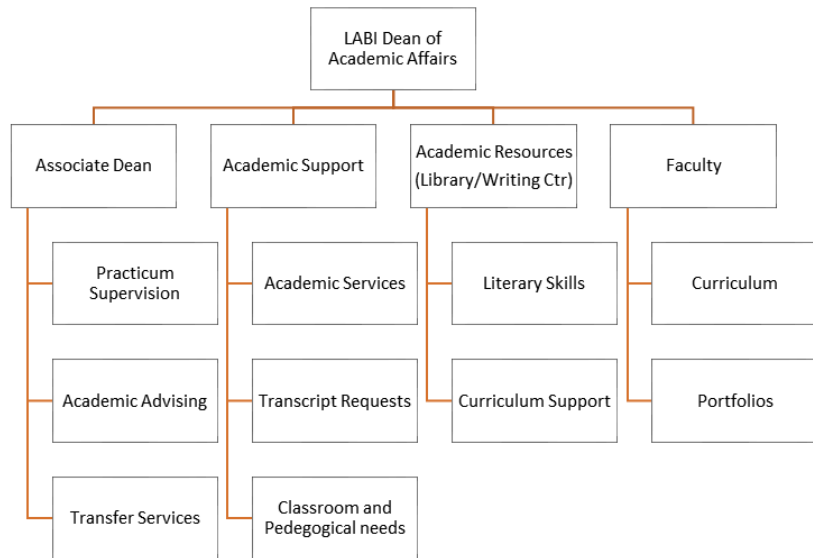 LABI Dean of
Academic Affairs
Associate Dean
Academic Support
Academic Resources
(Library/Writing Ctr)
Faculty
Practicum
Supervision
Academic Services
Literary Skills
Curriculum
Academic Advising
Transcript Requests
Curriculum Support
Portfolios
Transfer Services
Classroom and
Pedegogical needs